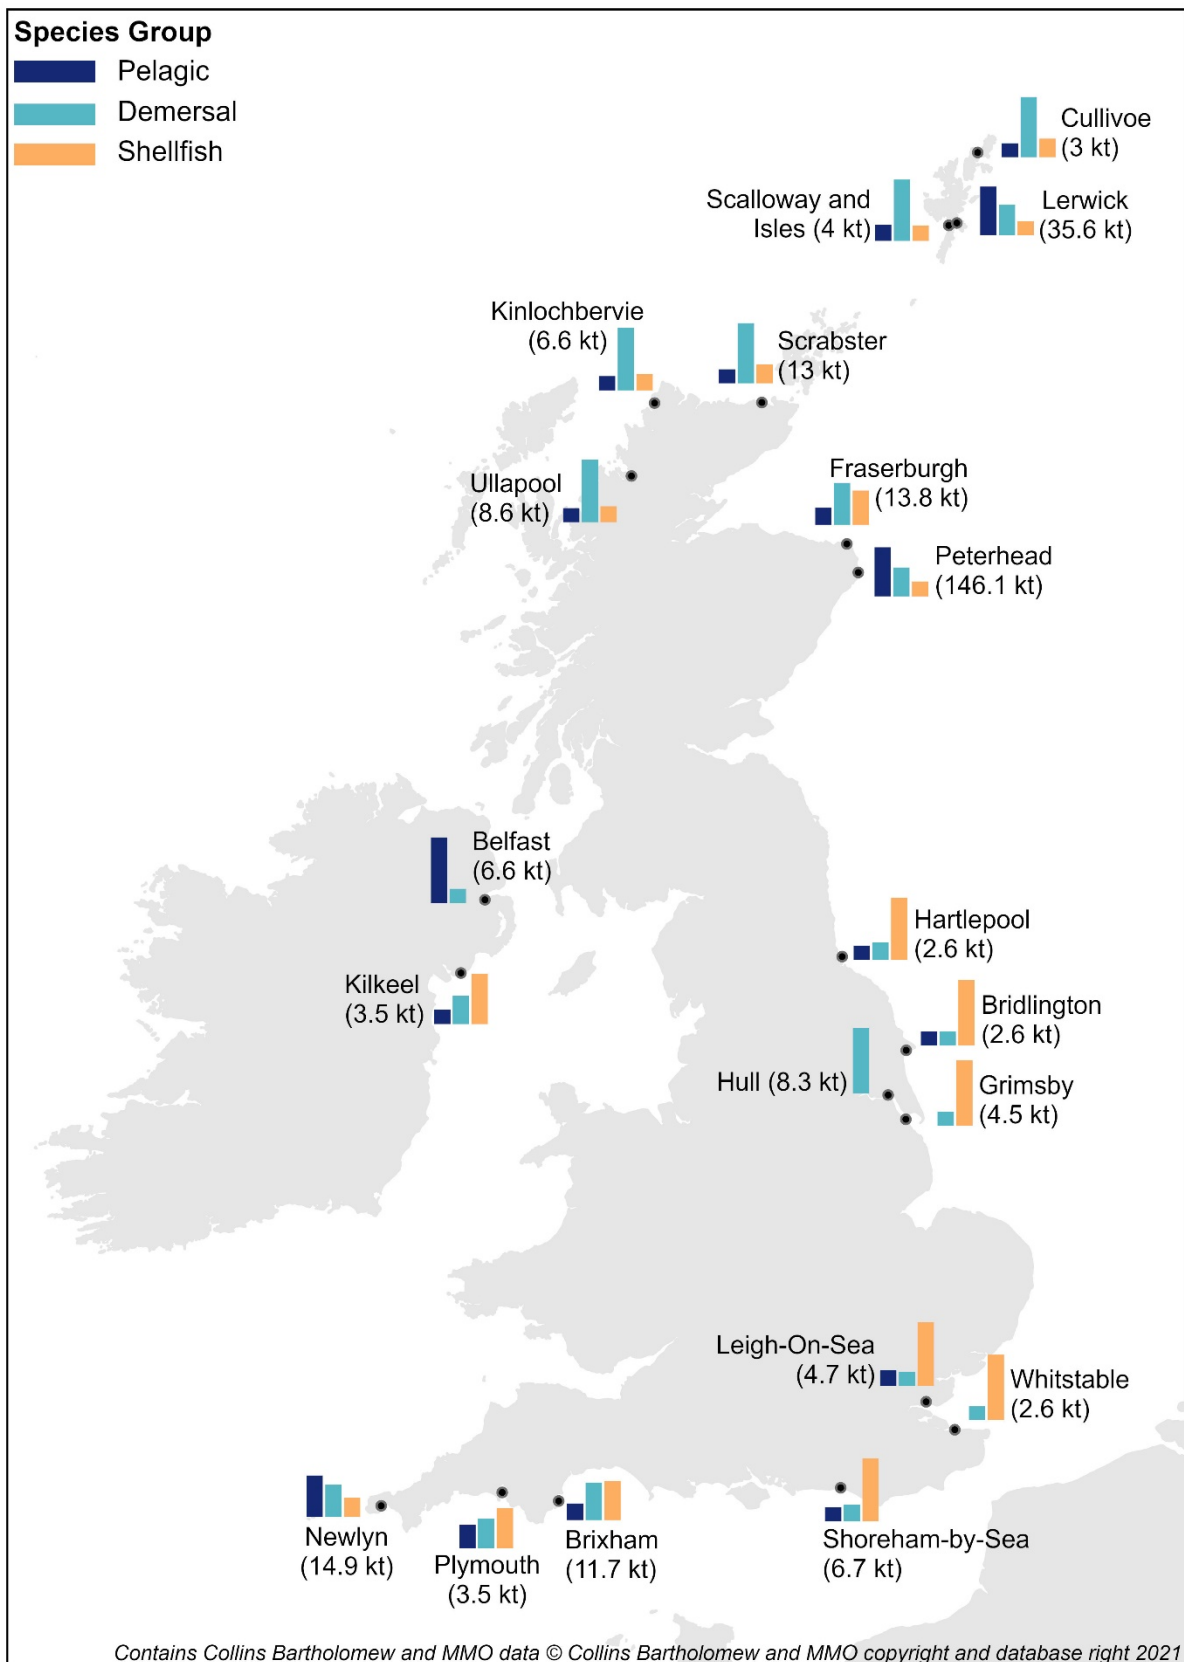 Species Group
Pelagic
Demersal
Shellfish
Cullivoe
(3 kt)
Scalloway and
Isles (4 kt)
Lerwick
(35.6 kt)
Kinlochbervie
(6.6 kt)
Scrabster
(13 kt)
Ullapool
(8.6 kt)
Fraserburgh
(13.8 kt)
Peterhead
(146.1 kt)
Belfast
(6.6 kt)
Hartlepool
(2.6 kt)
Kilkeel
(3.5 kt)
Bridlington
(2.6 kt)
Hull (8.3 kt)
Grimsby
(4.5 kt)
Leigh-On-Sea
(4.7 kt)
Whitstable
(2.6 kt)
Newlyn
(14.9 kt)
Plymouth
(3.5 kt)
Brixham
(11.7 kt)
Shoreham-by-Sea
(6.7 kt)
Contains Collins Bartholomew and MMO data © Collins Bartholomew and MMO copyright and database right 2021